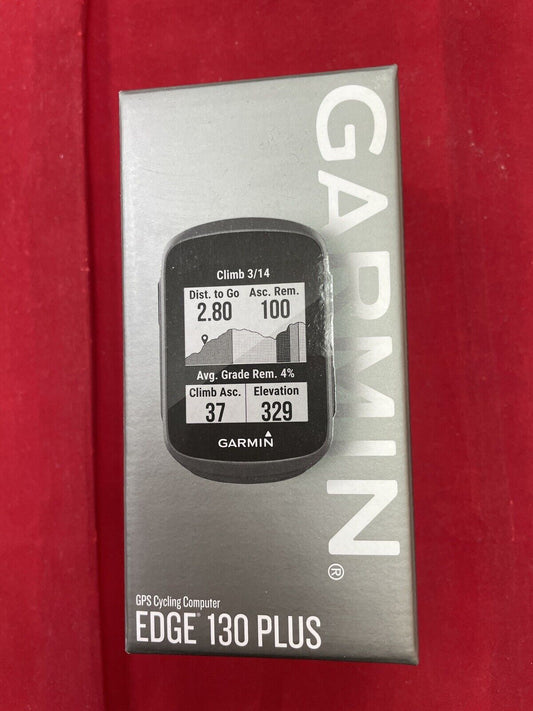 GARMIN®
Climb 3/14
Dist. to Go Asc. Rem.
2.80 100
Avg. Grade Rem. 4%
Climb Asc. Elevation
37 329
GARMIN
GPS Cycling Computer
EDGE® 130 PLUS